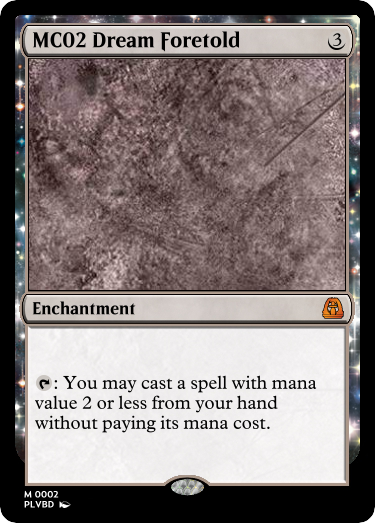 MC02 Dream Foretold 3
Enchantment
: You may cast a spell with mana
value 2 or less from your hand
without paying its mana cost.
M 0002
PLVBD